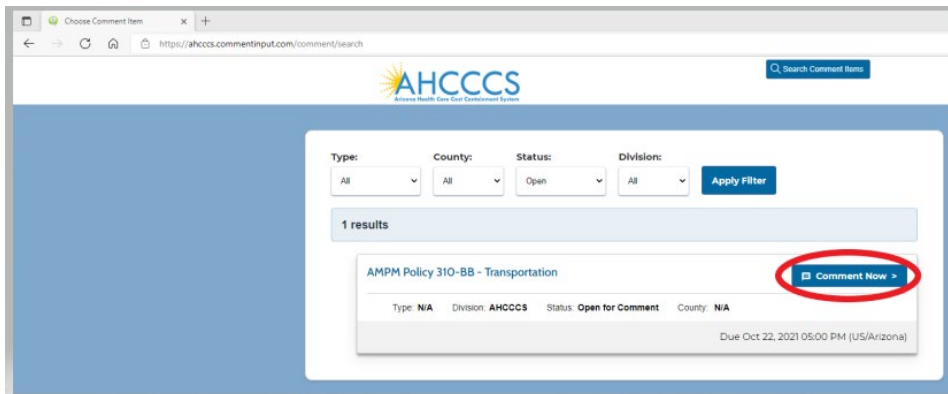 Choose Comment Item
https://ahcccs.commentinput.com/comment/search
AHCCCS
Arizona Health Care Cost Containment System
Search Comment Items
Type: County: Status: Division:
All All Open All Apply Filter
1 results
AMPM Policy 310-BB - Transportation
Comment Now >
Type: N/A Division: AHCCCS Status: Open for Comment County: N/A
Due Oct 22, 2021 05:00 PM (US/Arizona)